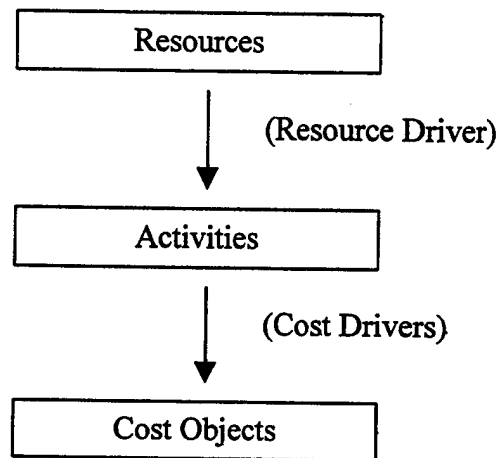 Resources
(Resource Driver)
Activities
(Cost Drivers)
Cost Objects